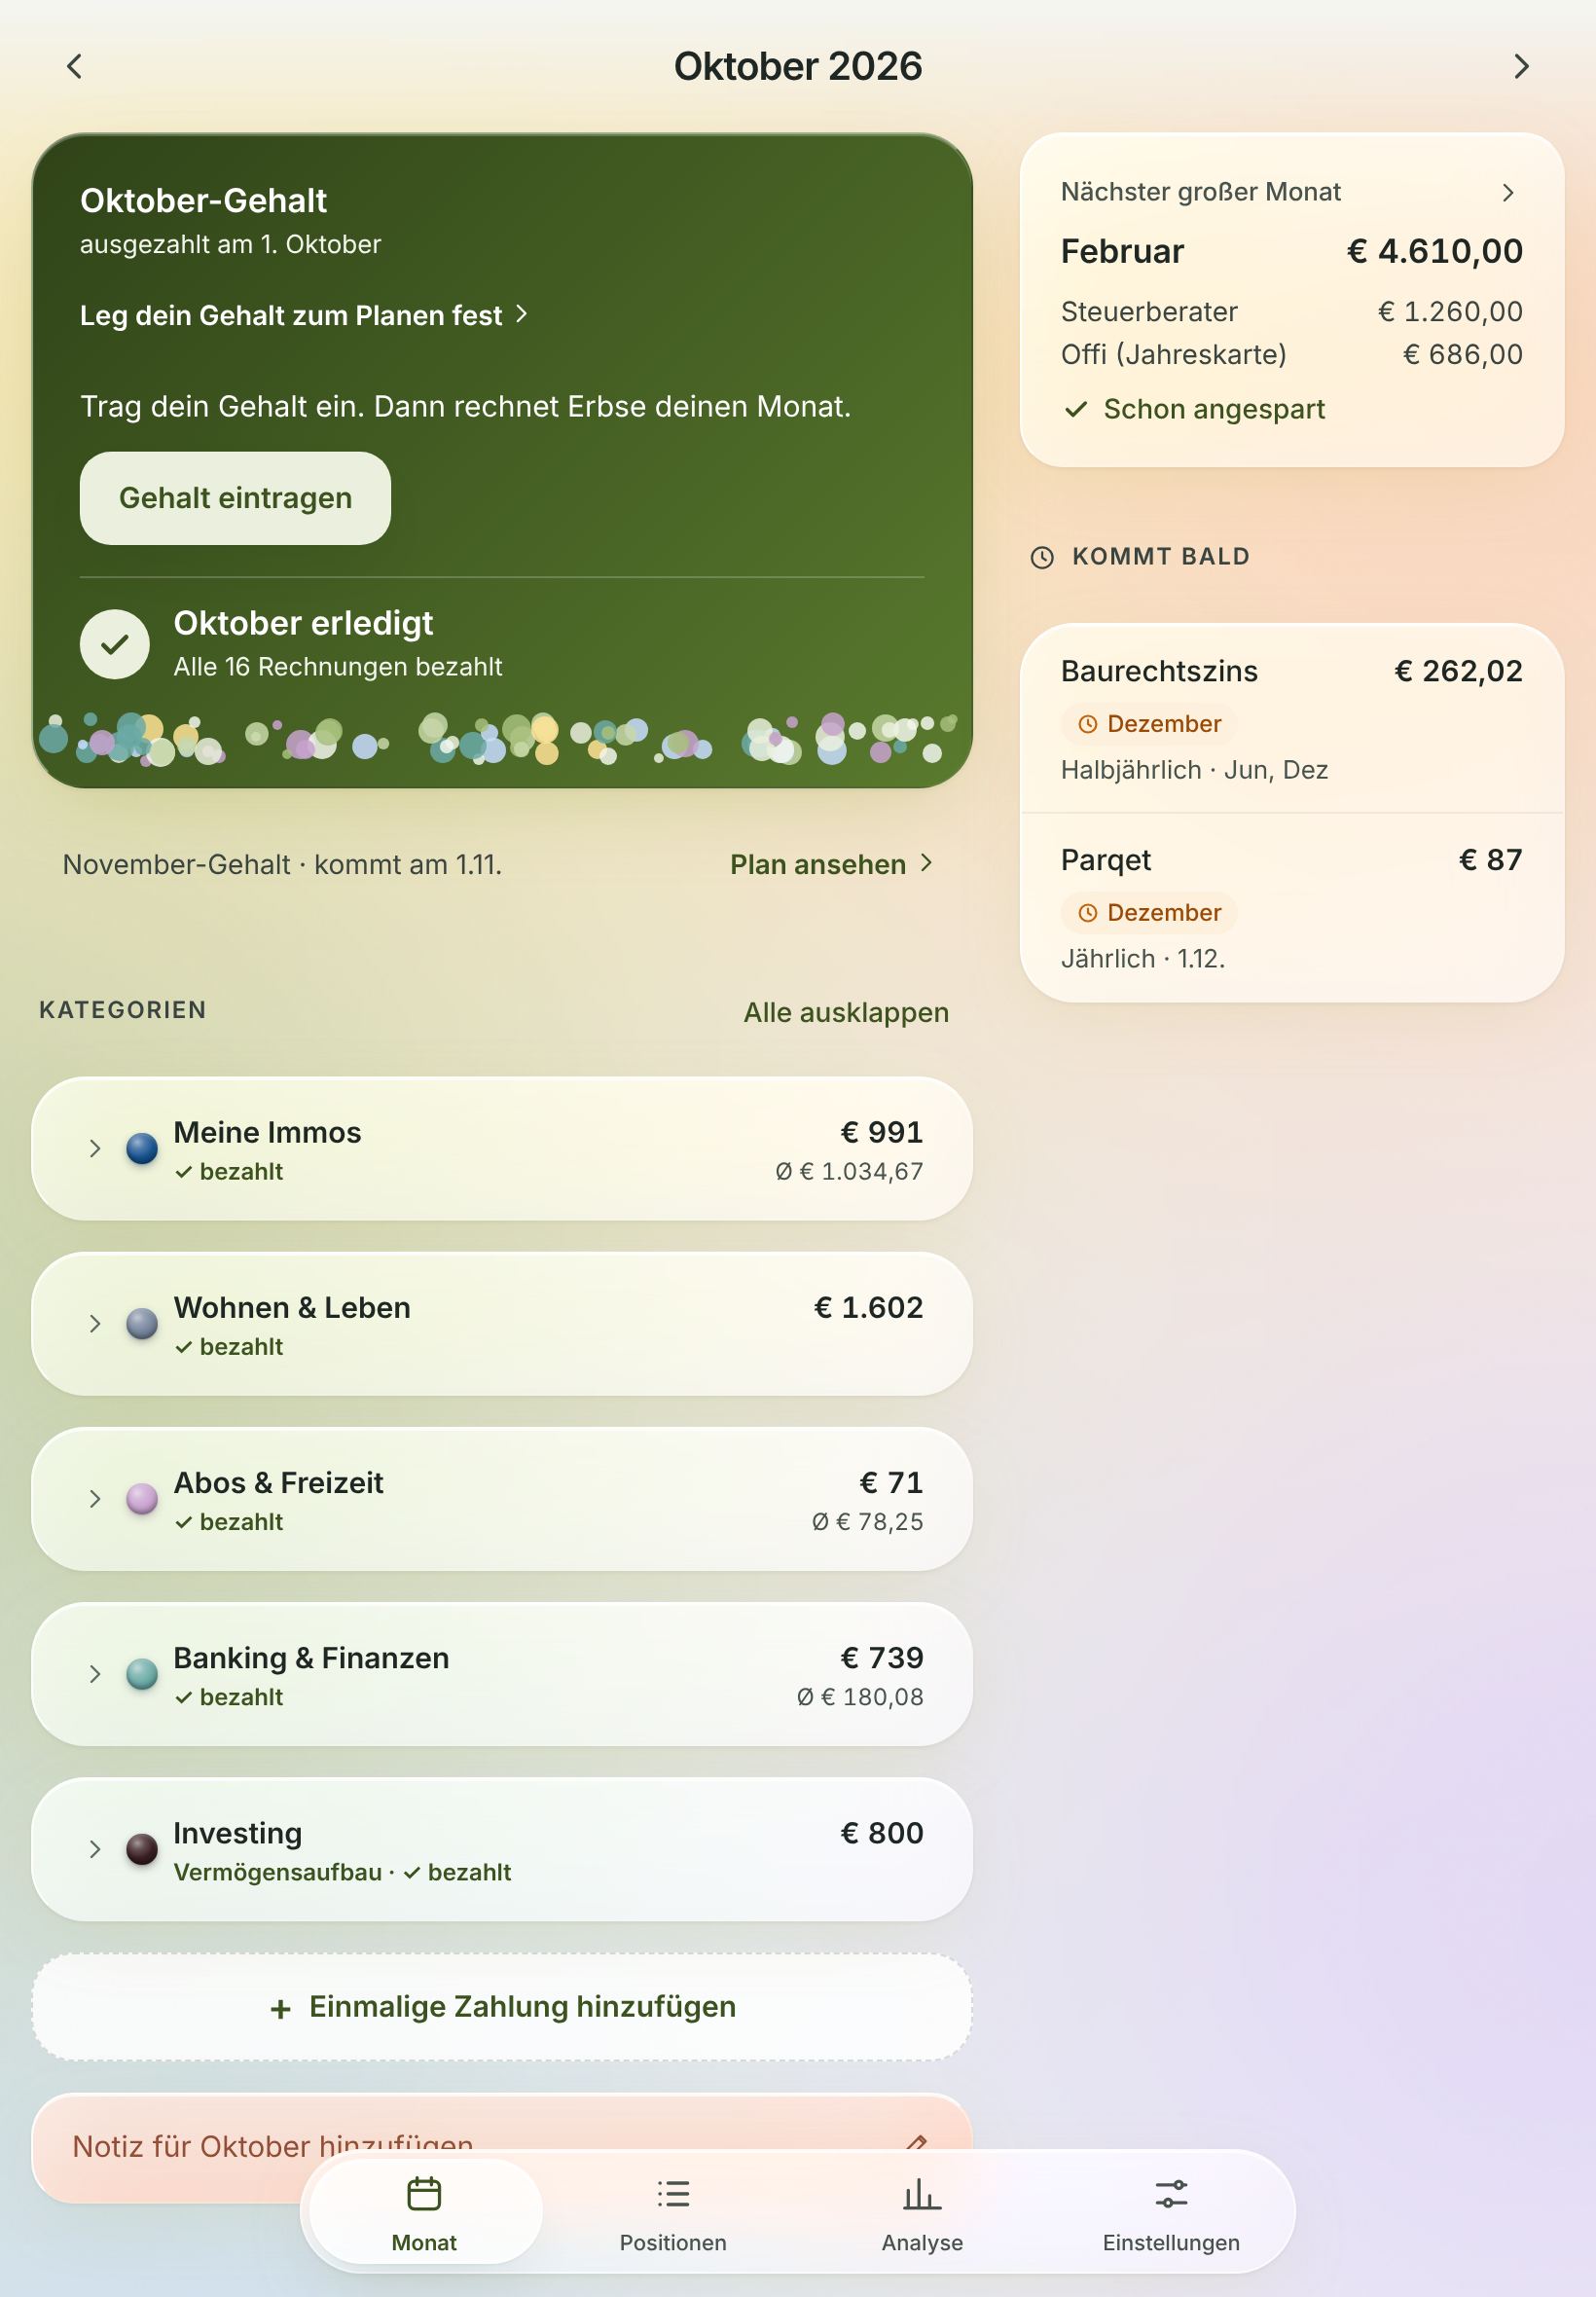 Oktober 2026
Oktober-Gehalt
ausgezahlt am 1. Oktober
Leg dein Gehalt zum Planen fest
Trag dein Gehalt ein. Dann rechnet Erbse deinen Monat.
Gehalt eintragen
Oktober erledigt
Alle 16 Rechnungen bezahlt
November-Gehalt · kommt am 1.11.
Plan ansehen
KATEGORIEN
Alle ausklappen
Meine Immos € 991
✓ bezahlt Ø € 1.034,67
Wohnen & Leben € 1.602
✓ bezahlt
Abos & Freizeit € 71
✓ bezahlt Ø € 78,25
Banking & Finanzen € 739
✓ bezahlt Ø € 180,08
Investing € 800
Vermögensaufbau · ✓ bezahlt
+ Einmalige Zahlung hinzufügen
Notiz für Oktober hinzufügen
Nächster großer Monat
Februar € 4.610,00
Steuerberater € 1.260,00
Offi (Jahreskarte) € 686,00
✓ Schon angespart
KOMMT BALD
Baurechtszins € 262,02
Dezember
Halbjährlich · Jun, Dez
Parqet € 87
Dezember
Jährlich · 1.12.
Monat
Positionen
Analyse
Einstellungen